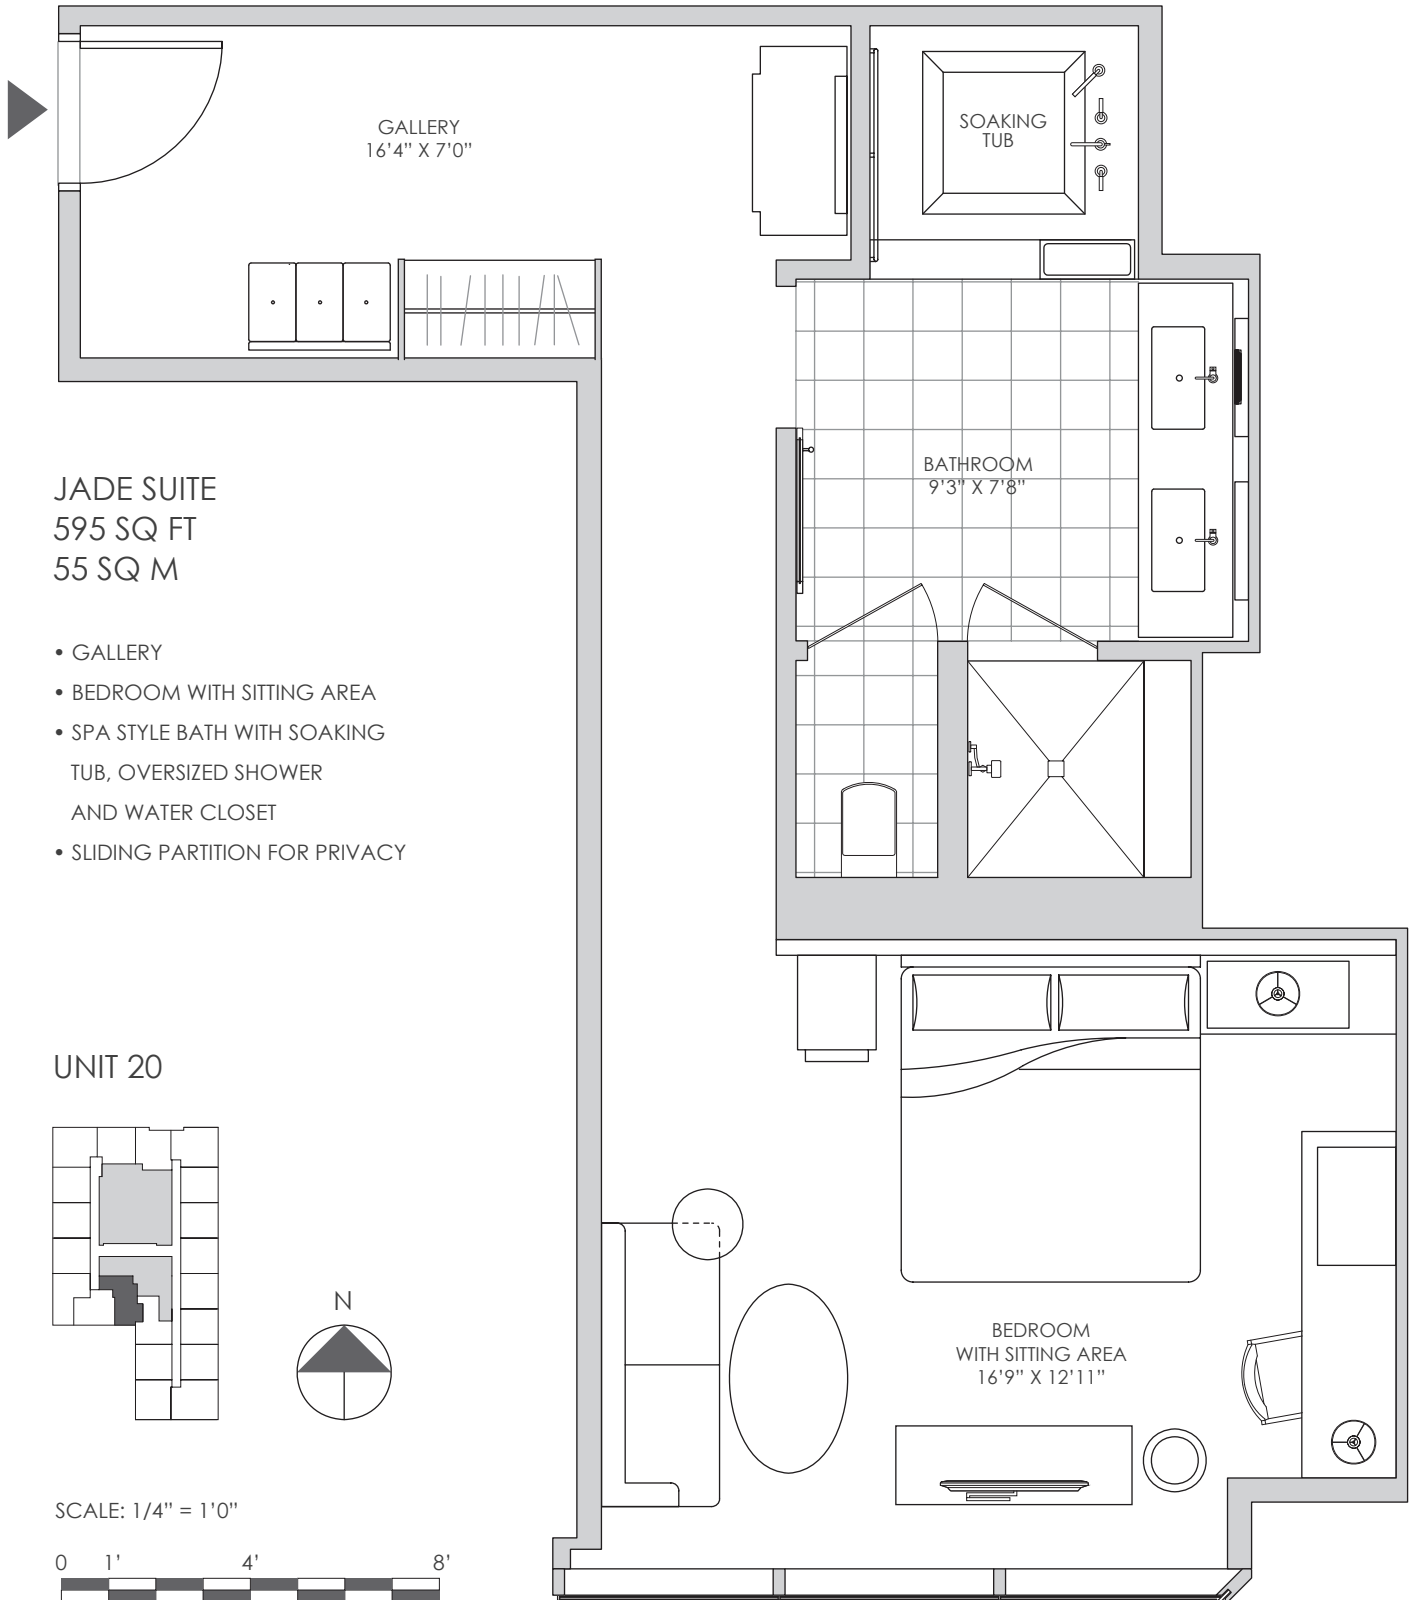 GALLERY
16’4” X 7’0”
SOAKING
TUB
BATHROOM
9’3” X 7’8”
JADE SUITE
595 SQ FT
55 SQ M
• GALLERY
• BEDROOM WITH SITTING AREA
• SPA STYLE BATH WITH SOAKING
TUB, OVERSIZED SHOWER
AND WATER CLOSET
• SLIDING PARTITION FOR PRIVACY
UNIT 20
N
BEDROOM
WITH SITTING AREA
16’9” X 12’11”
SCALE: 1/4” = 1’0”
0 1’ 4’ 8’